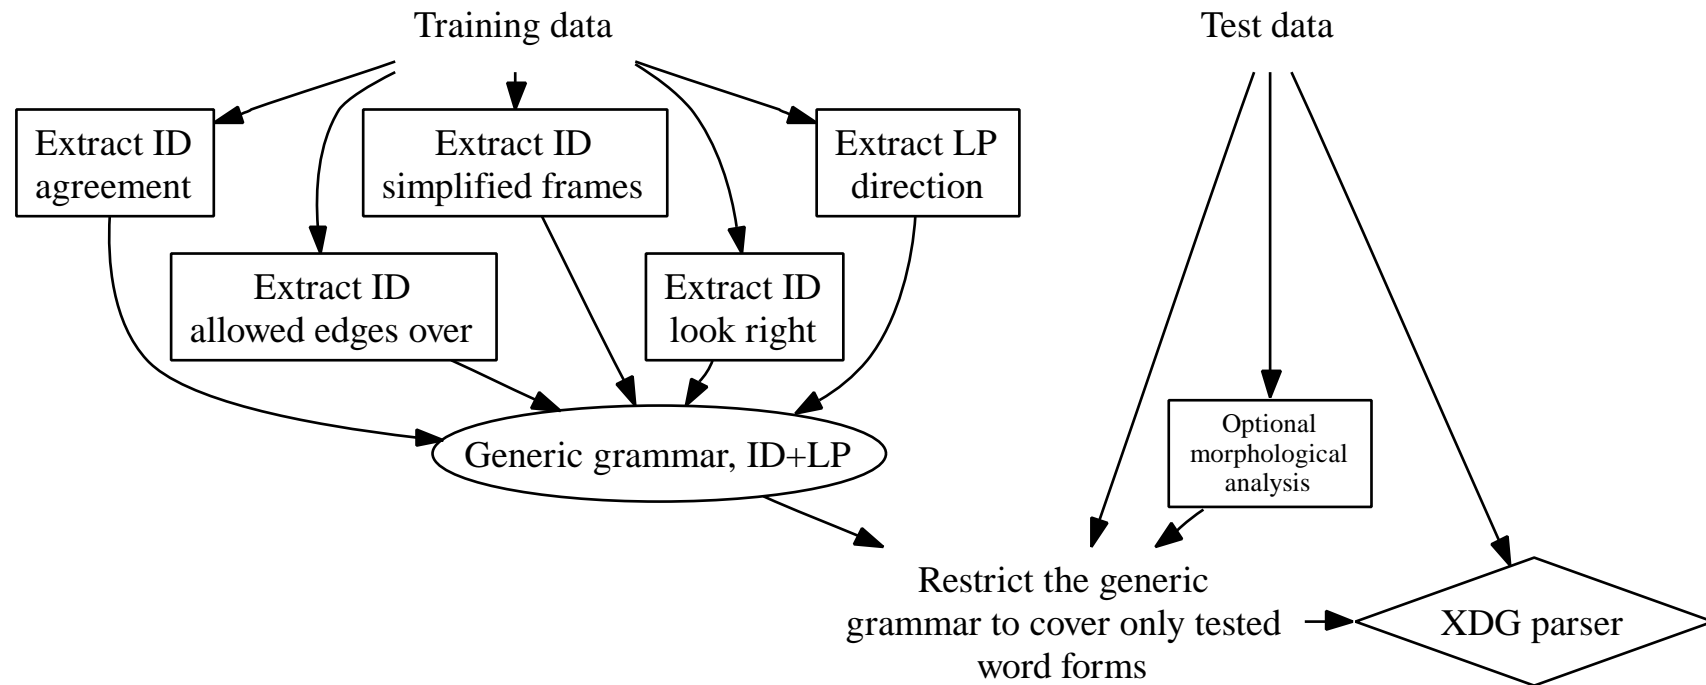 Training data
Test data
Extract ID
agreement
Extract ID
simplified frames
Extract LP
direction
Extract ID
allowed edges over
Extract ID
look right
Generic grammar, ID+LP
Optional
morphological
analysis
Restrict the generic
grammar to cover only tested
word forms
XDG parser